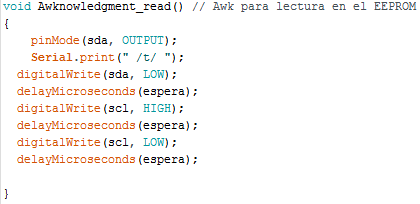 void Awknowledgment_read() // Awk para lectura en el EEPROM
{
pinMode(sda, OUTPUT);
Serial.print(" /t/ ");
digitalWrite(sda, LOW);
delayMicroseconds(espera);
digitalWrite(scl, HIGH);
delayMicroseconds(espera);
digitalWrite(scl, LOW);
delayMicroseconds(espera);
}